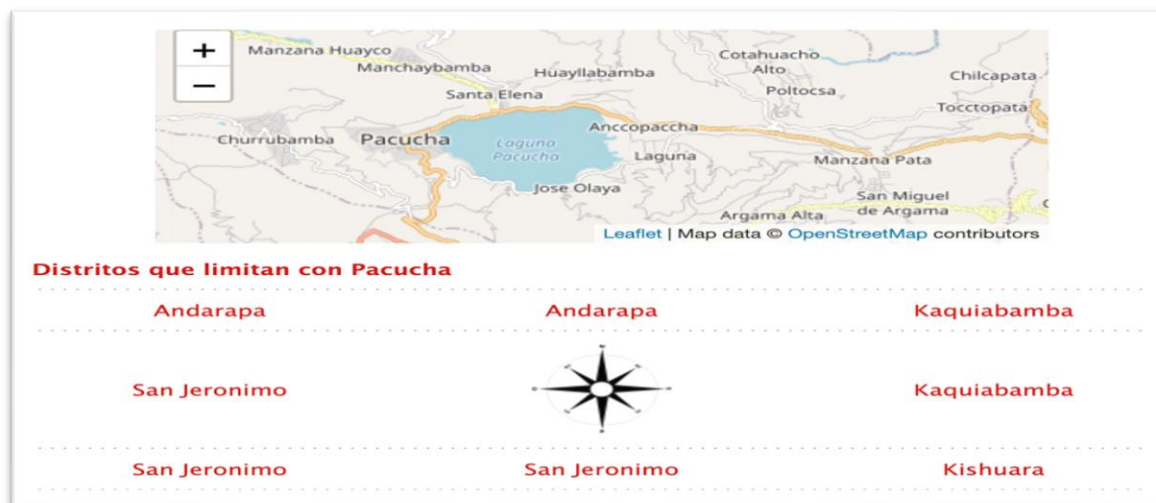 +
Manzana Huayco
Cotahuacho
Alto
Manchaybamba
Huayllabamba
Chilcapata
−
Santa Elena
Poltocsa
Tocctopata
Churrubamba
Pacucha
Laguna
Pacucha
Anccopaccha
Laguna
Manzana Pata
Jose Olaya
San Miguel
de Argama
Argama Alta
Leaflet | Map data © OpenStreetMap contributors
Distritos que limitan con Pacucha
Andarapa Andarapa Kaquiabamba
San Jeronimo Kaquiabamba
San Jeronimo San Jeronimo Kishuara